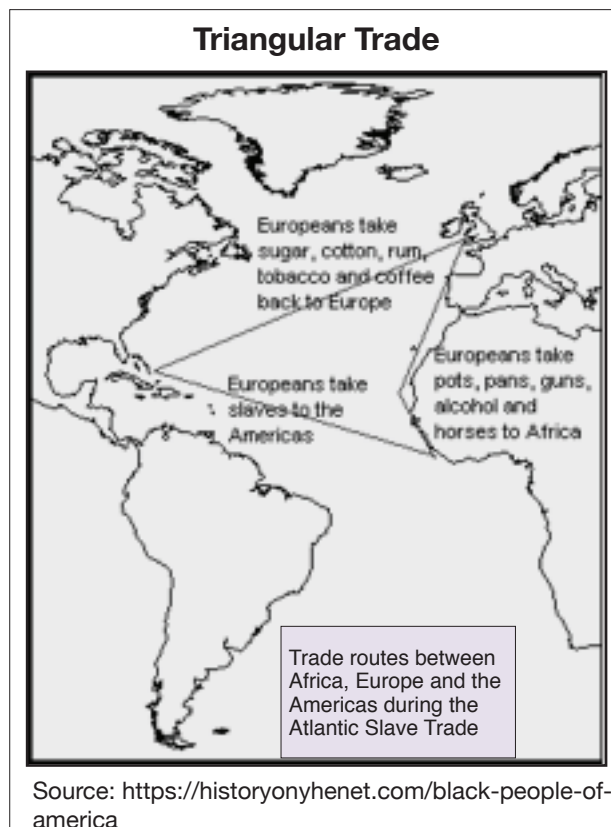 Triangular Trade
Europeans take
sugar, cotton, rum,
tobacco and coffee
back to Europe
Europeans take
pots, pans, guns,
alcohol and
horses to Africa
Europeans take
slaves to the
Americas
Trade routes between
Africa, Europe and the
Americas during the
Atlantic Slave Trade
Source: https://historyonyhenet.com/black-people-of-
america